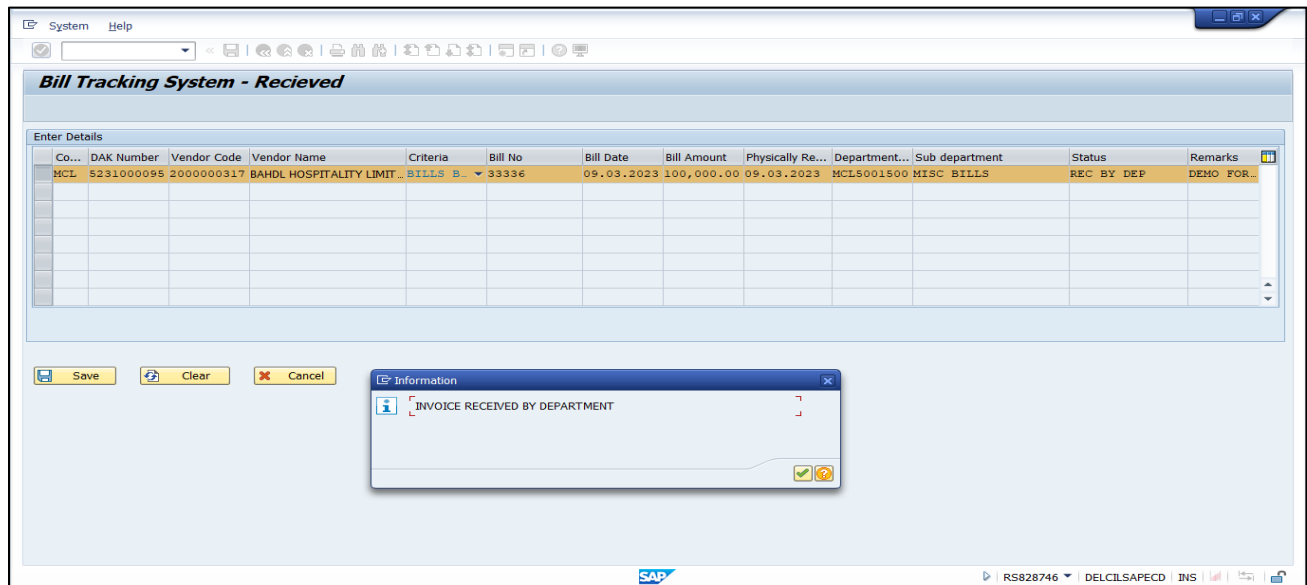 System Help
Bill Tracking System - Recieved
Enter Details
Co... DAK Number Vendor Code Vendor Name Criteria Bill No Bill Date Bill Amount Physically Re... Department... Sub department Status Remarks
MCL 5231000095 2000000317 BAHDL HOSPITALITY LIMIT... BILLS B... 33336 09.03.2023 100,000.00 09.03.2023 MCL5001500 MISC BILLS REC BY DEP DEMO FOR...
Save Clear Cancel
Information
INVOICE RECEIVED BY DEPARTMENT
SAP
RS828746 DELCILSAPECD INS